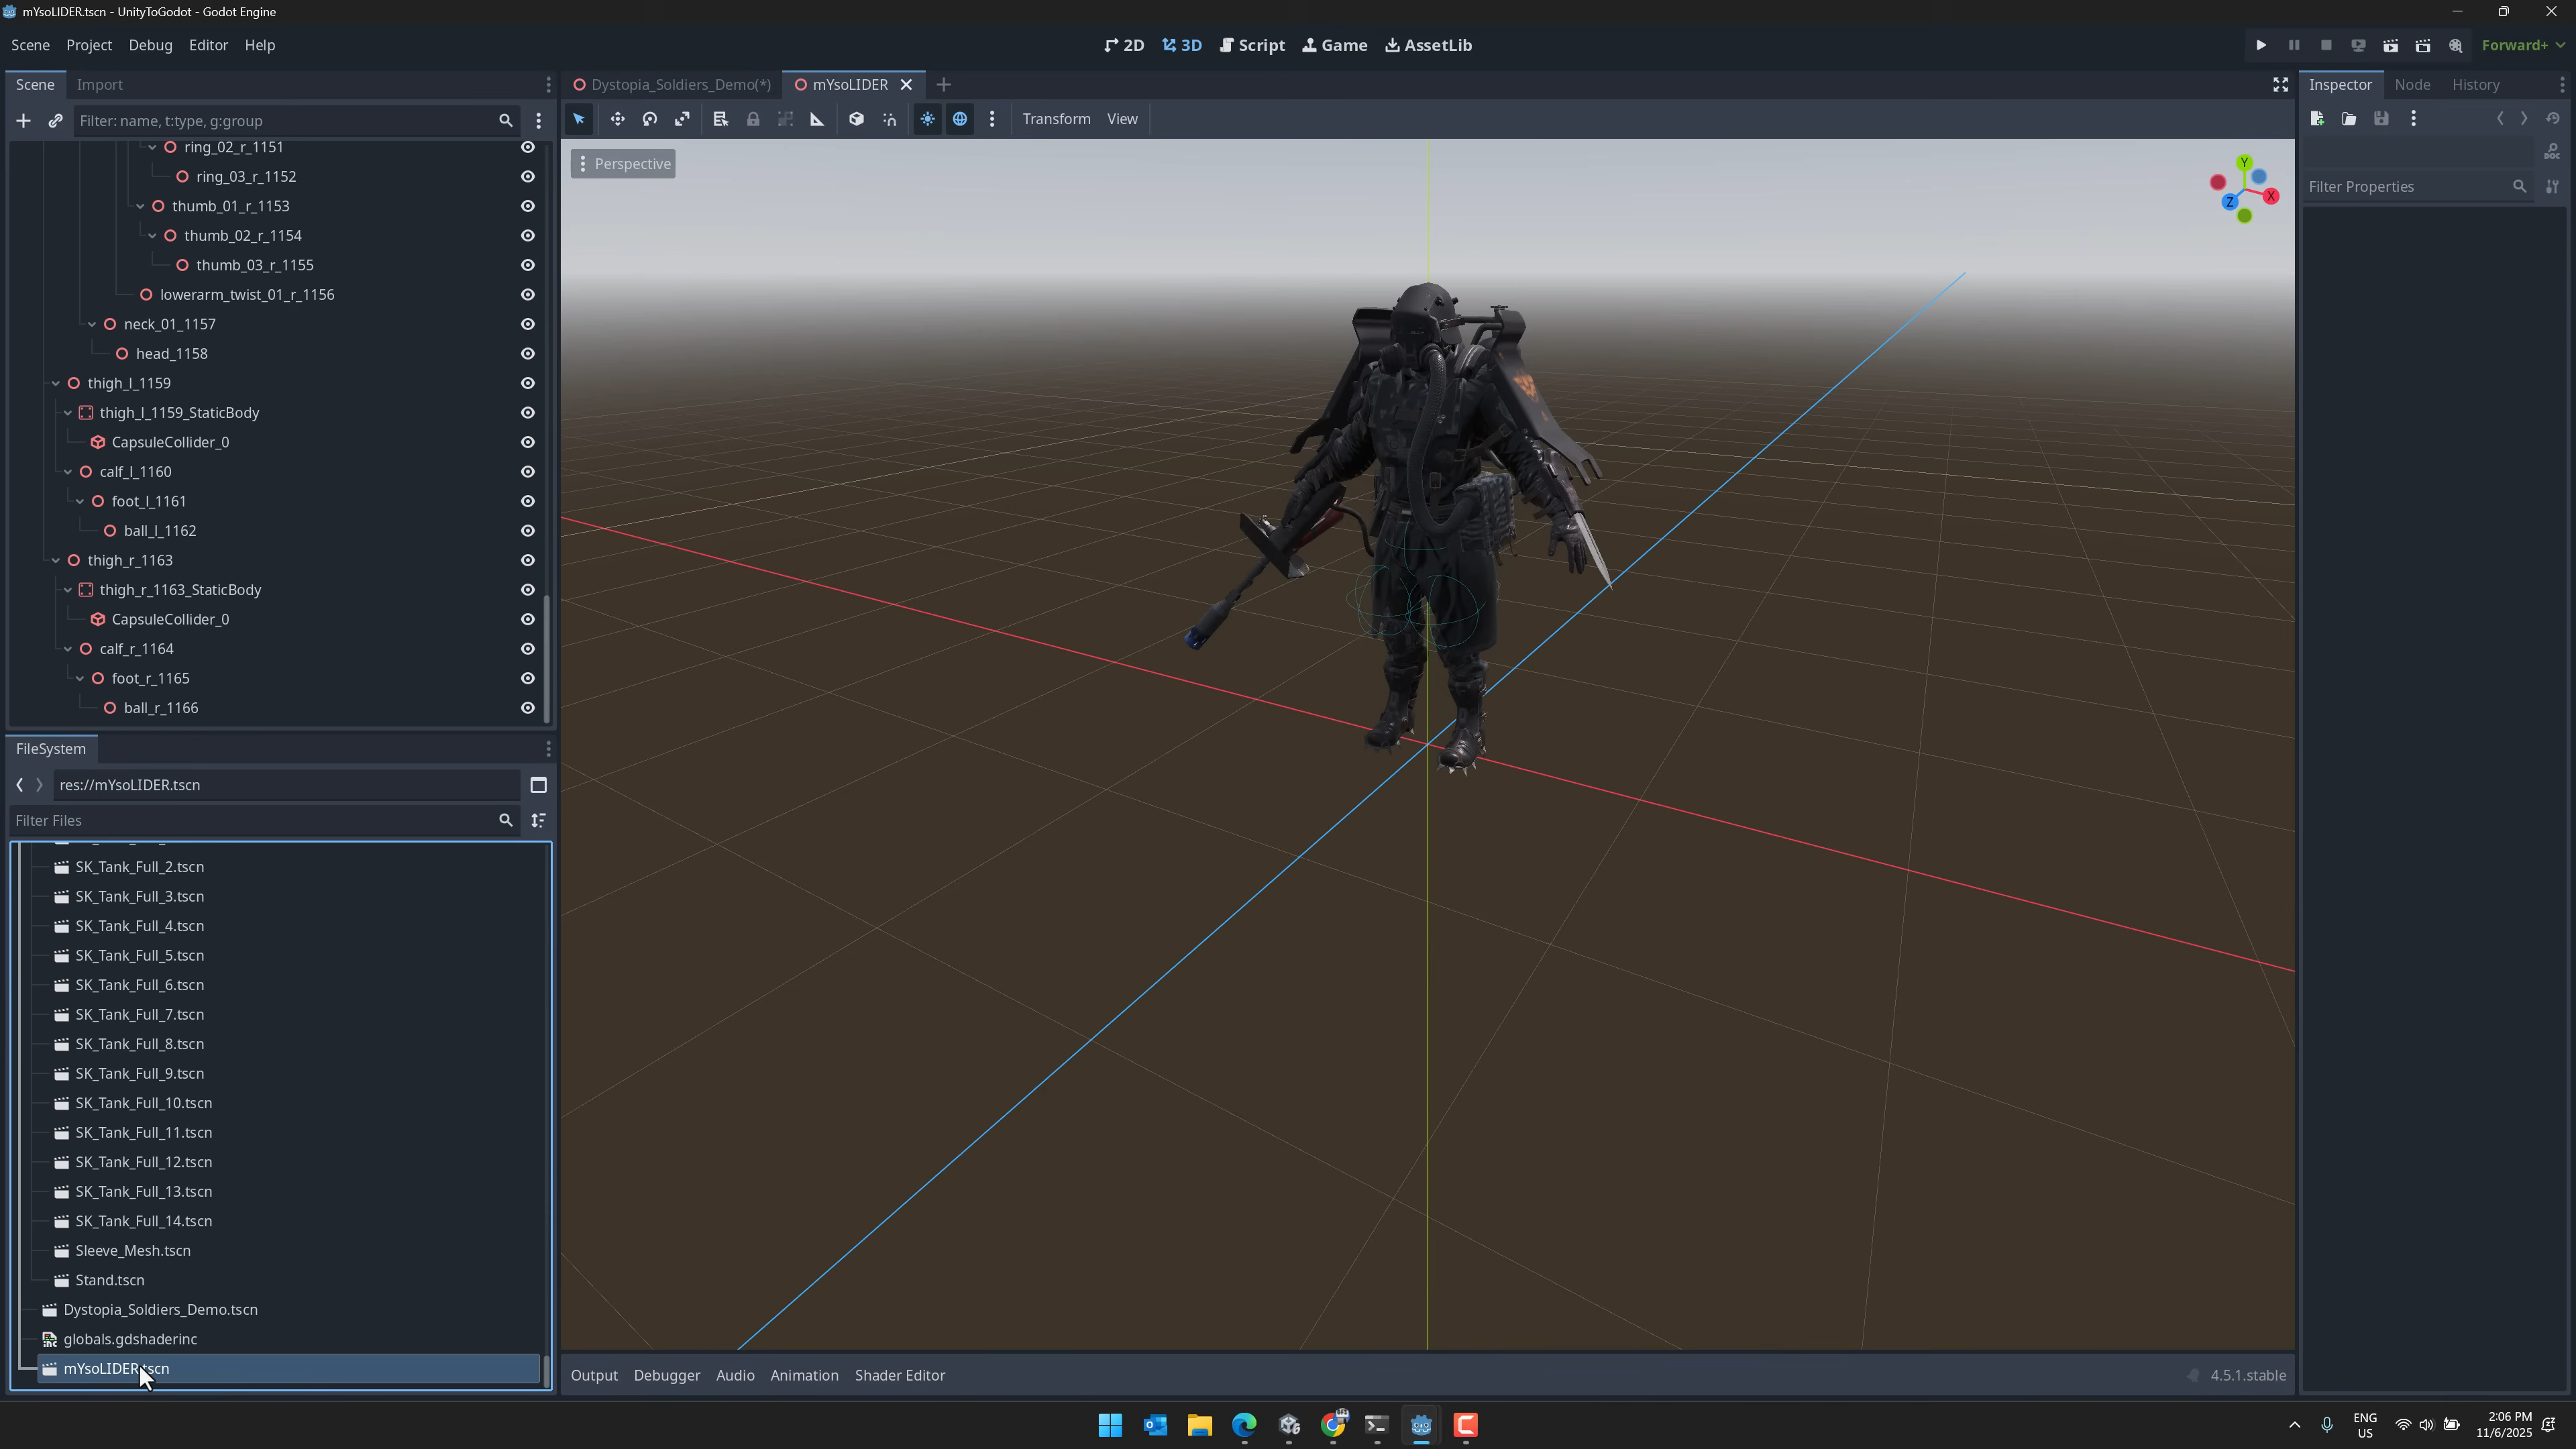 mYsoLIDER.tscn - UnityToGodot - Godot Engine
Scene Project Debug Editor Help
2D 3D Script Game AssetLib
Forward+
Scene Import
Filter: name, t:type, g:group
ring_02_r_1151
ring_03_r_1152
thumb_01_r_1153
thumb_02_r_1154
thumb_03_r_1155
lowerarm_twist_01_r_1156
neck_01_1157
head_1158
thigh_l_1159
thigh_l_1159_StaticBody
CapsuleCollider_0
calf_l_1160
foot_l_1161
ball_l_1162
thigh_r_1163
thigh_r_1163_StaticBody
CapsuleCollider_0
calf_r_1164
foot_r_1165
ball_r_1166
FileSystem
res://mYsoLIDER.tscn
Filter Files
SK_Tank_Full_2.tscn
SK_Tank_Full_3.tscn
SK_Tank_Full_4.tscn
SK_Tank_Full_5.tscn
SK_Tank_Full_6.tscn
SK_Tank_Full_7.tscn
SK_Tank_Full_8.tscn
SK_Tank_Full_9.tscn
SK_Tank_Full_10.tscn
SK_Tank_Full_11.tscn
SK_Tank_Full_12.tscn
SK_Tank_Full_13.tscn
SK_Tank_Full_14.tscn
Sleeve_Mesh.tscn
Stand.tscn
Dystopia_Soldiers_Demo.tscn
globals.gdshaderinc
mYsoLIDER.tscn
Dystopia_Soldiers_Demo(*) mYsoLIDER
Transform View
Perspective
Y
X
Z
Output Debugger Audio Animation Shader Editor
4.5.1.stable
Inspector Node History
DOC
Filter Properties
ENG
US
2:06 PM
11/6/2025